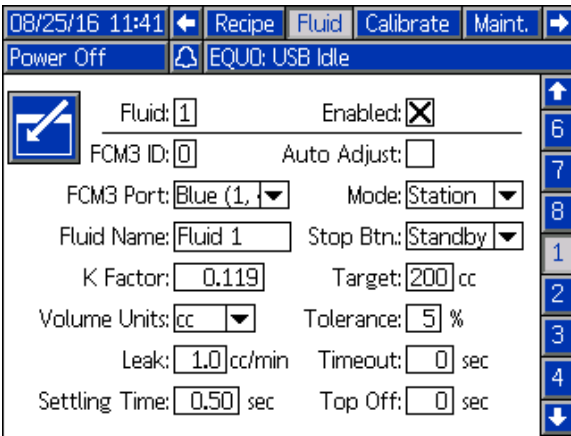 08/25/16 11:41 Recipe Fluid Calibrate Maint.
Power Off EQU0: USB Idle
Fluid: 1 Enabled:
FCM3 ID: 0 Auto Adjust:
FCM3 Port: Blue (1, Mode: Station
Fluid Name: Fluid 1 Stop Btn.: Standby
K Factor: 0.119 Target: 200 cc
Volume Units: cc Tolerance: 5 %
Leak: 1.0 cc/min Timeout: 0 sec
Settling Time: 0.50 sec Top Off: 0 sec
6
7
8
1
2
3
4